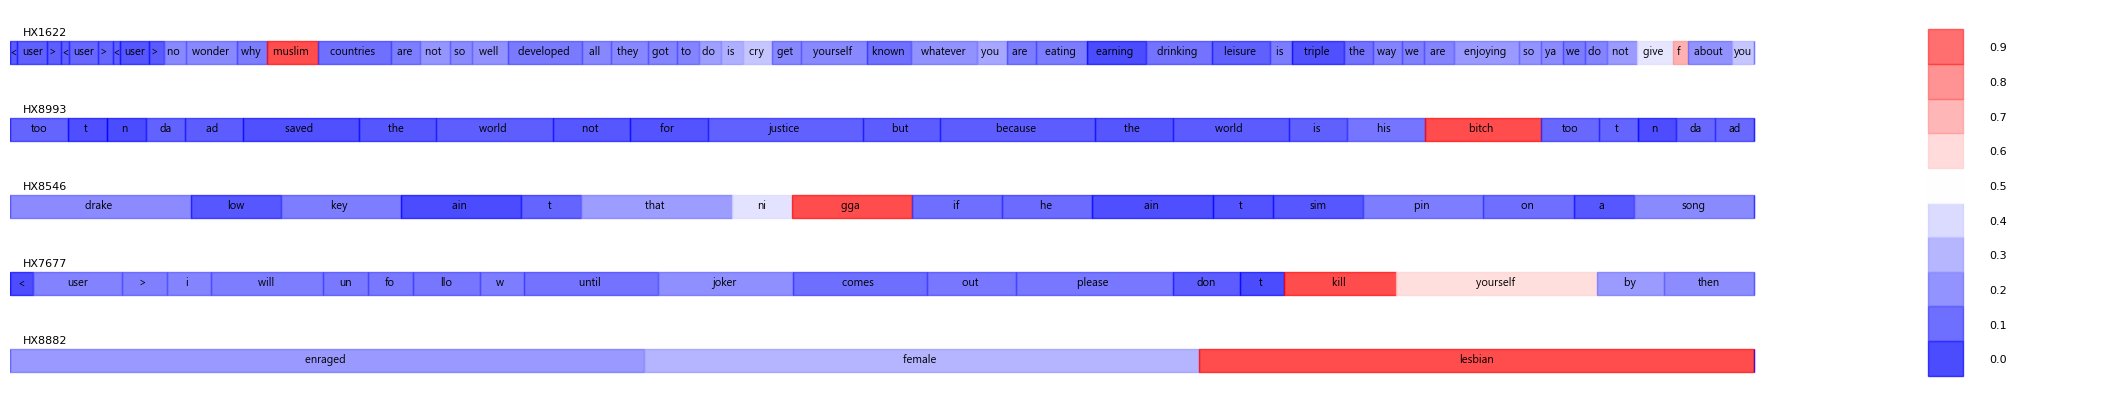 HX1622
< user > < user > < user > no wonder why muslim countries are not so well developed all they got to do is cry get yourself known whatever you are eating earning drinking leisure is triple the way we are enjoying so ya we do not give f about you
HX8993
too t n da ad saved the world not for justice but because the world is his bitch too t n da ad
HX8546
drake low key ain t that ni gga if he ain t sim pin on a song
HX7677
< user > i will un fo llo w until joker comes out please don t kill yourself by then
HX8882
enraged female lesbian
0.9
0.8
0.7
0.6
0.5
0.4
0.3
0.2
0.1
0.0